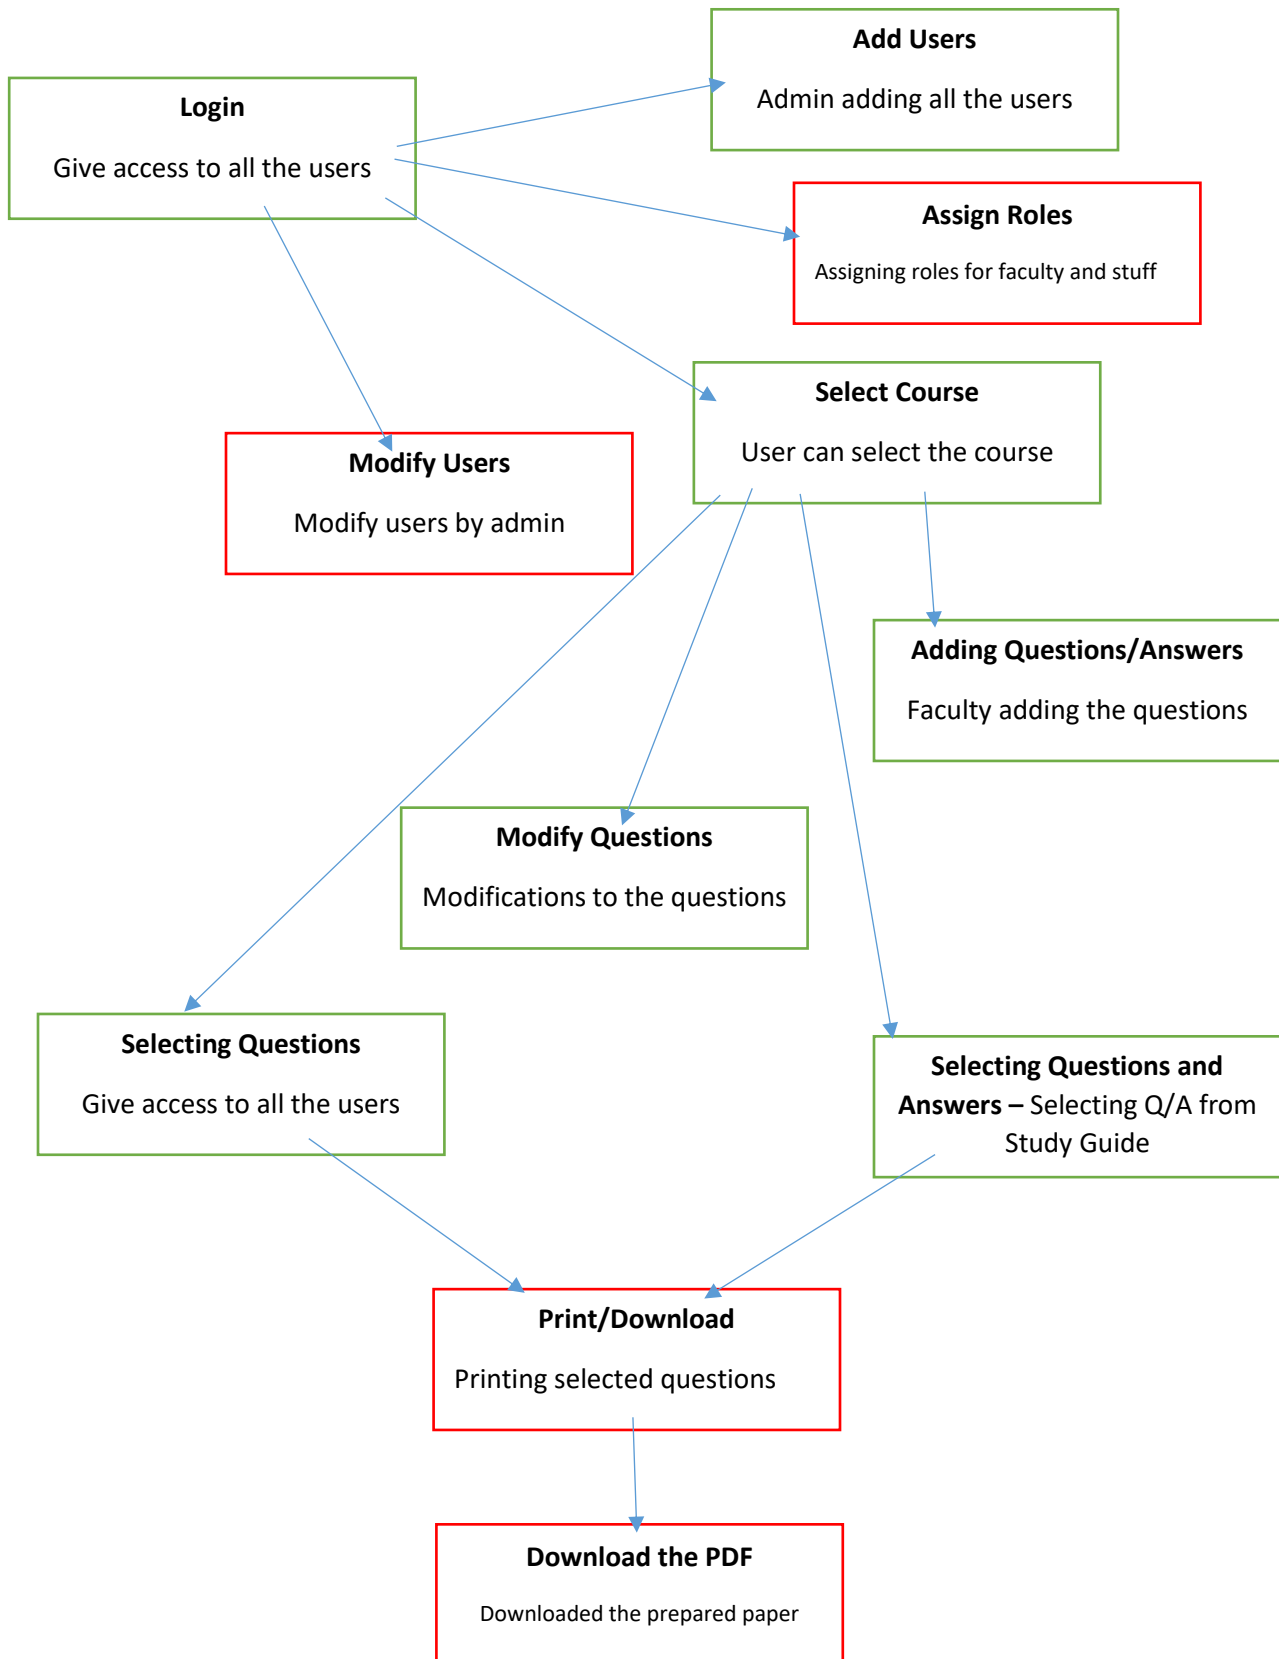 Add Users
Admin adding all the users
Login
Give access to all the users
Assign Roles
Assigning roles for faculty and stuff
Select Course
User can select the course
Modify Users
Modify users by admin
Adding Questions/Answers
Faculty adding the questions
Modify Questions
Modifications to the questions
Selecting Questions
Give access to all the users
Selecting Questions and
Answers – Selecting Q/A from
Study Guide
Print/Download
Printing selected questions
Download the PDF
Downloaded the prepared paper